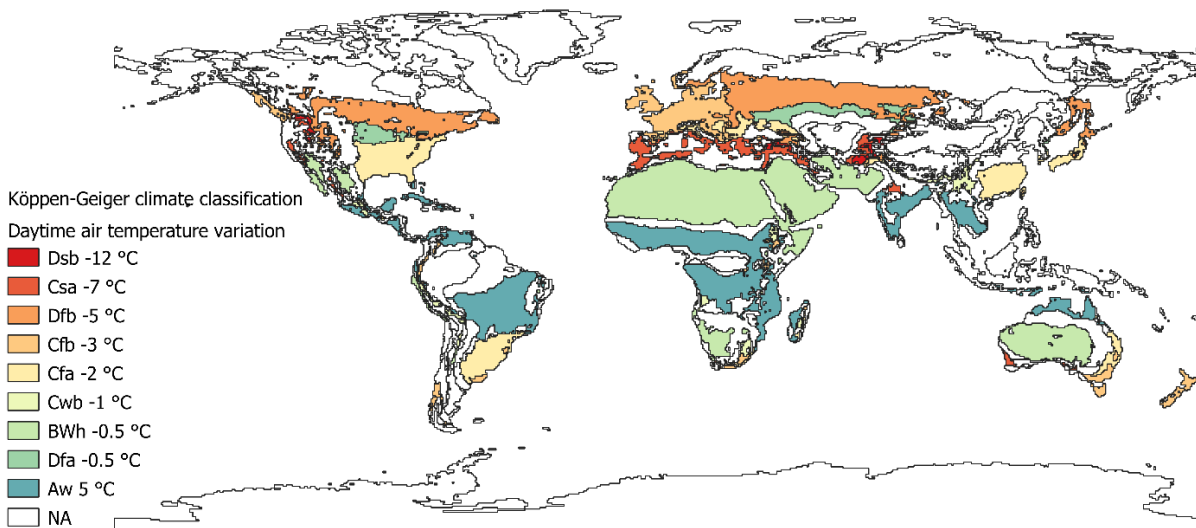 Köppen-Geiger climate classification
Daytime air temperature variation
Dsb -12 °C
Csa -7 °C
Dfb -5 °C
Cfb -3 °C
Cfa -2 °C
Cwb -1 °C
BWh -0.5 °C
Dfa -0.5 °C
Aw 5 °C
NA